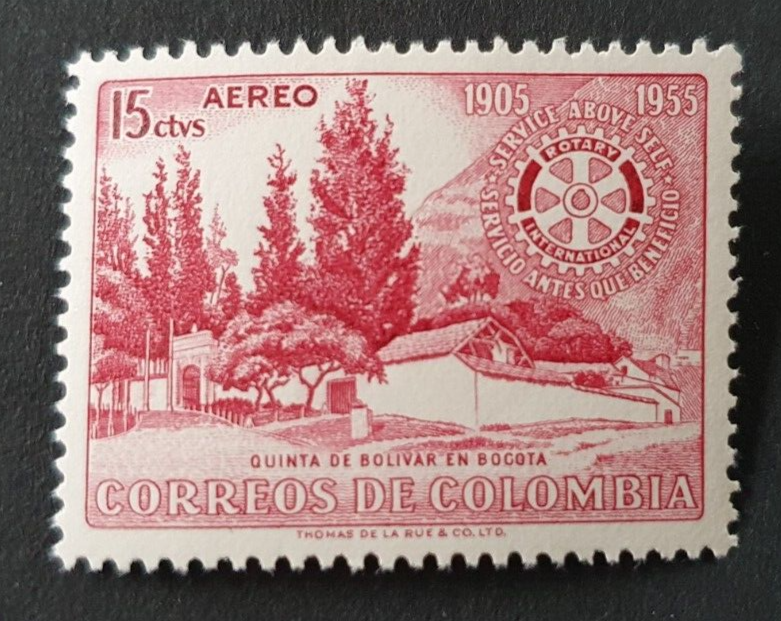 15 ctvs
AEREO
1905 1955
SERVICE ABOVE SELF
ROTARY
INTERNATIONAL
SERVICIO ANTES QUE BENEFICIO
QUINTA DE BOLIVAR EN BOGOTA
CORREOS DE COLOMBIA
THOMAS DE LA RUE & CO. LTD.